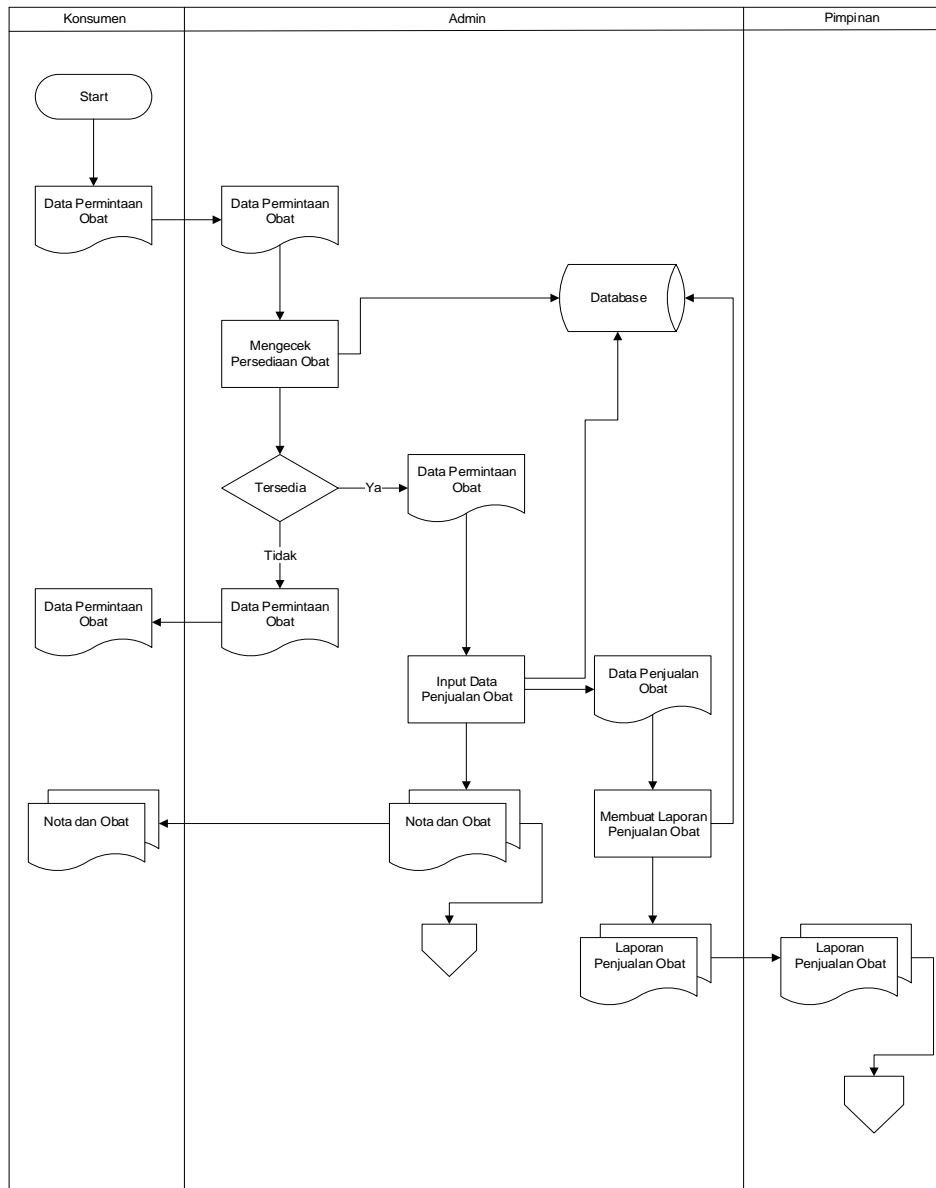 Konsumen
Admin
Pimpinan
Start
Data Permintaan
Obat
Data Permintaan
Obat
Database
Mengecek
Persediaan Obat
Tersedia
Ya
Data Permintaan
Obat
Tidak
Data Permintaan
Obat
Data Permintaan
Obat
Input Data
Penjualan Obat
Data Penjualan
Obat
Nota dan Obat
Nota dan Obat
Membuat Laporan
Penjualan Obat
Laporan
Penjualan Obat
Laporan
Penjualan Obat